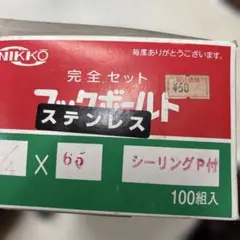 NIKKO
毎度ありがとうございます。
完全セット
¥60
フックボールト
ステンレス
X 65
シーリングP付
100組入